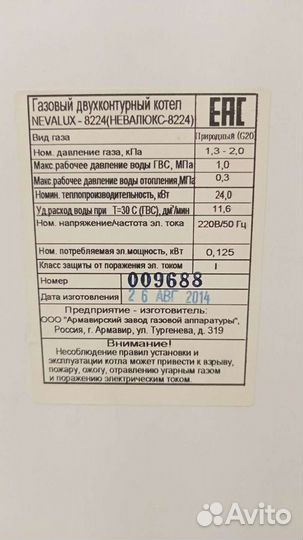 Газовый двухконтурный котел
NEVALUX - 8224(НЕВАЛЮКС-8224)
EAC
Вид газа Природный (G20)
Ном. давление газа, кПа 1,3 - 2,0
Макс.рабочее давление воды ГВС, МПа 1,0
Макс.рабочее давление воды отопления,МПа 0,3
Номин. теплопроизводительность, кВт 24,0
Уд.расход воды при Т=30 С (ГВС), дм³/мин 11,6
Ном. напряжение/частота эл. тока 220В/50 Гц
Ном. потребляемая эл.мощность, кВт 0,125
Класс защиты от поражения эл. током I
Номер 009688
Дата изготовления 26 АВГ 2014
Предприятие - изготовитель:
ООО "Армавирский завод газовой аппаратуры",
Россия, г. Армавир, ул. Тургенева, д. 319
Внимание!
Несоблюдение правил установки и
эксплуатации котла может привести к взрыву,
пожару, ожогу, отравлению угарным газом
и поражению электрическим током.
Avito